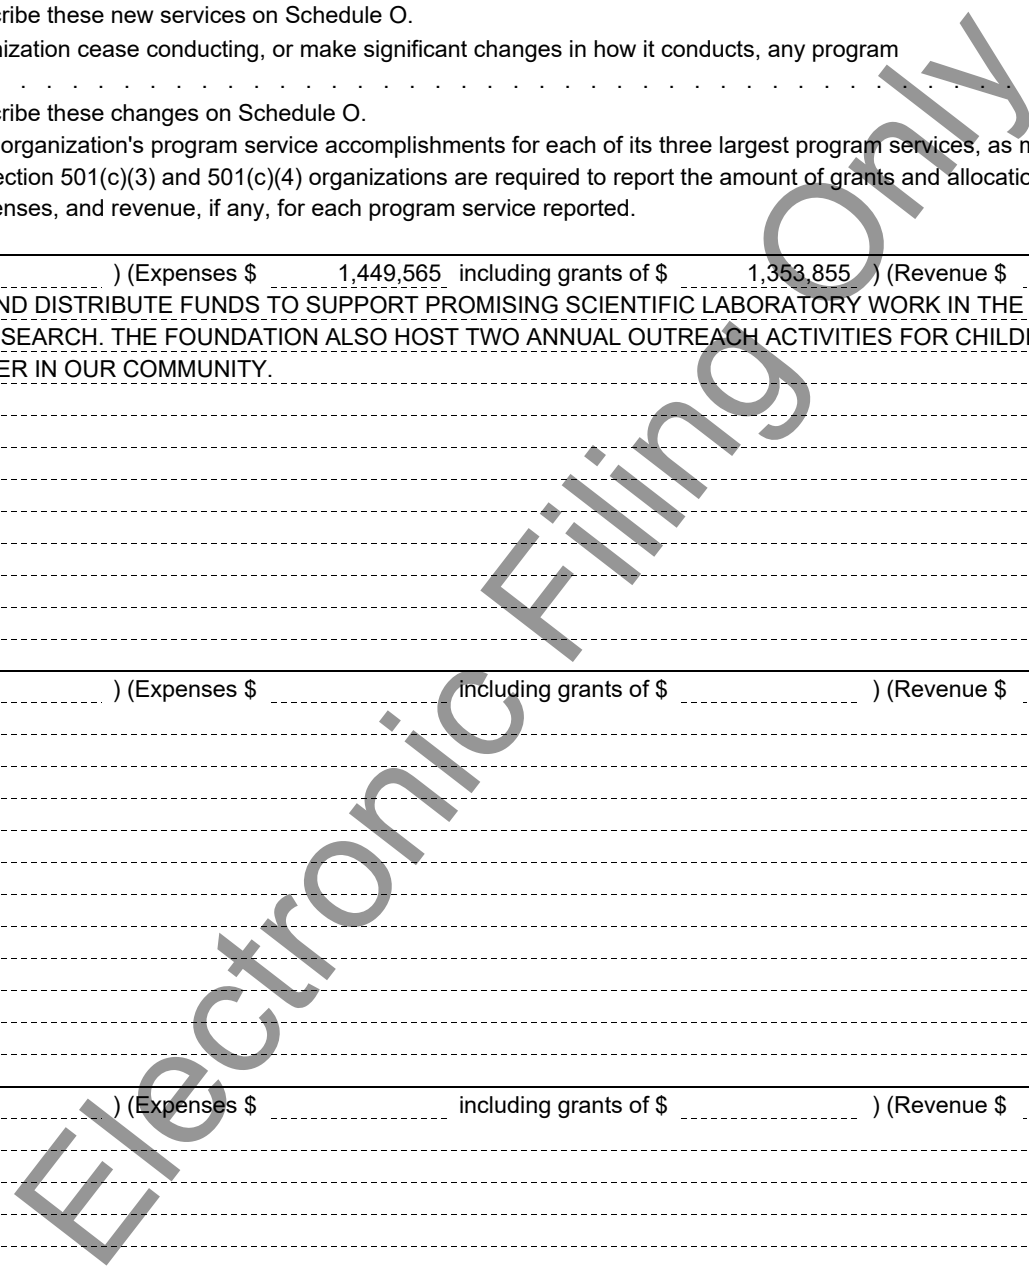 cribe these new services on Schedule O.
nization cease conducting, or make significant changes in how it conducts, any program
. . . . . . . . . . . . . . . . . . . . . . . . . . . . . . . . . . . . . . .
cribe these changes on Schedule O.
organization's program service accomplishments for each of its three largest program services, as m
ection 501(c)(3) and 501(c)(4) organizations are required to report the amount of grants and allocatio
enses, and revenue, if any, for each program service reported.
) (Expenses $ 1,449,565 including grants of $ 1,353,855 ) (Revenue $
ND DISTRIBUTE FUNDS TO SUPPORT PROMISING SCIENTIFIC LABORATORY WORK IN THE
SEARCH. THE FOUNDATION ALSO HOST TWO ANNUAL OUTREACH ACTIVITIES FOR CHILD
ER IN OUR COMMUNITY.
) (Expenses $ including grants of $ ) (Revenue $
) (Expenses $ including grants of $ ) (Revenue $
Electronic Filing Only